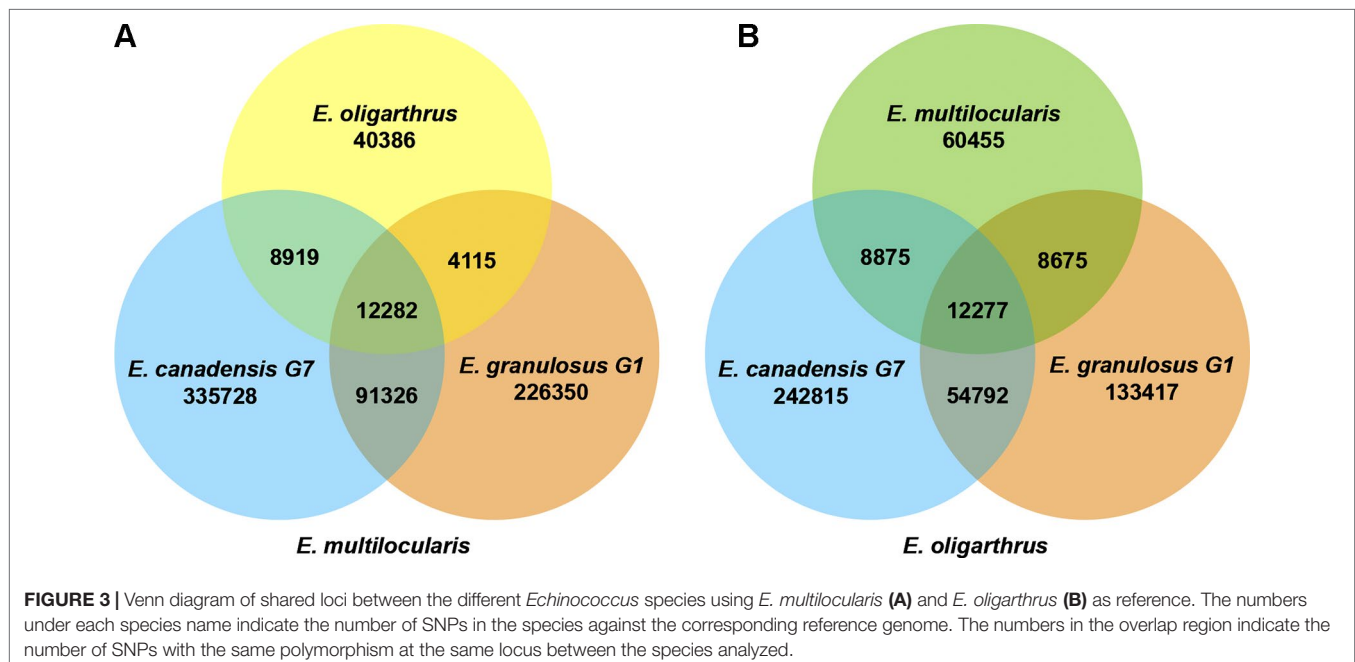 A
E. oligarthrus
40386
8919
4115
12282
E. canadensis G7
335728
91326
E. granulosus G1
226350
E. multilocularis
B
E. multilocularis
60455
8875
8675
12277
E. canadensis G7
242815
54792
E. granulosus G1
133417
E. oligarthrus
FIGURE 3 | Venn diagram of shared loci between the different Echinococcus species using E. multilocularis (A) and E. oligarthrus (B) as reference. The numbers
under each species name indicate the number of SNPs in the species against the corresponding reference genome. The numbers in the overlap region indicate the
number of SNPs with the same polymorphism at the same locus between the species analyzed.